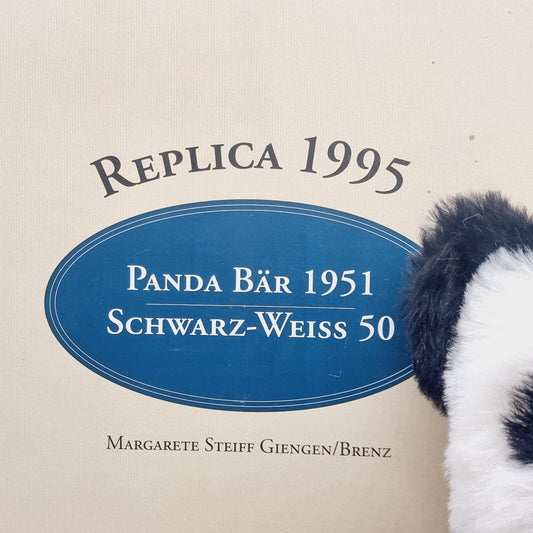 Replica 1995
Panda Bär 1951
Schwarz-Weiss 50
Margarete Steiff Giengen/Brenz